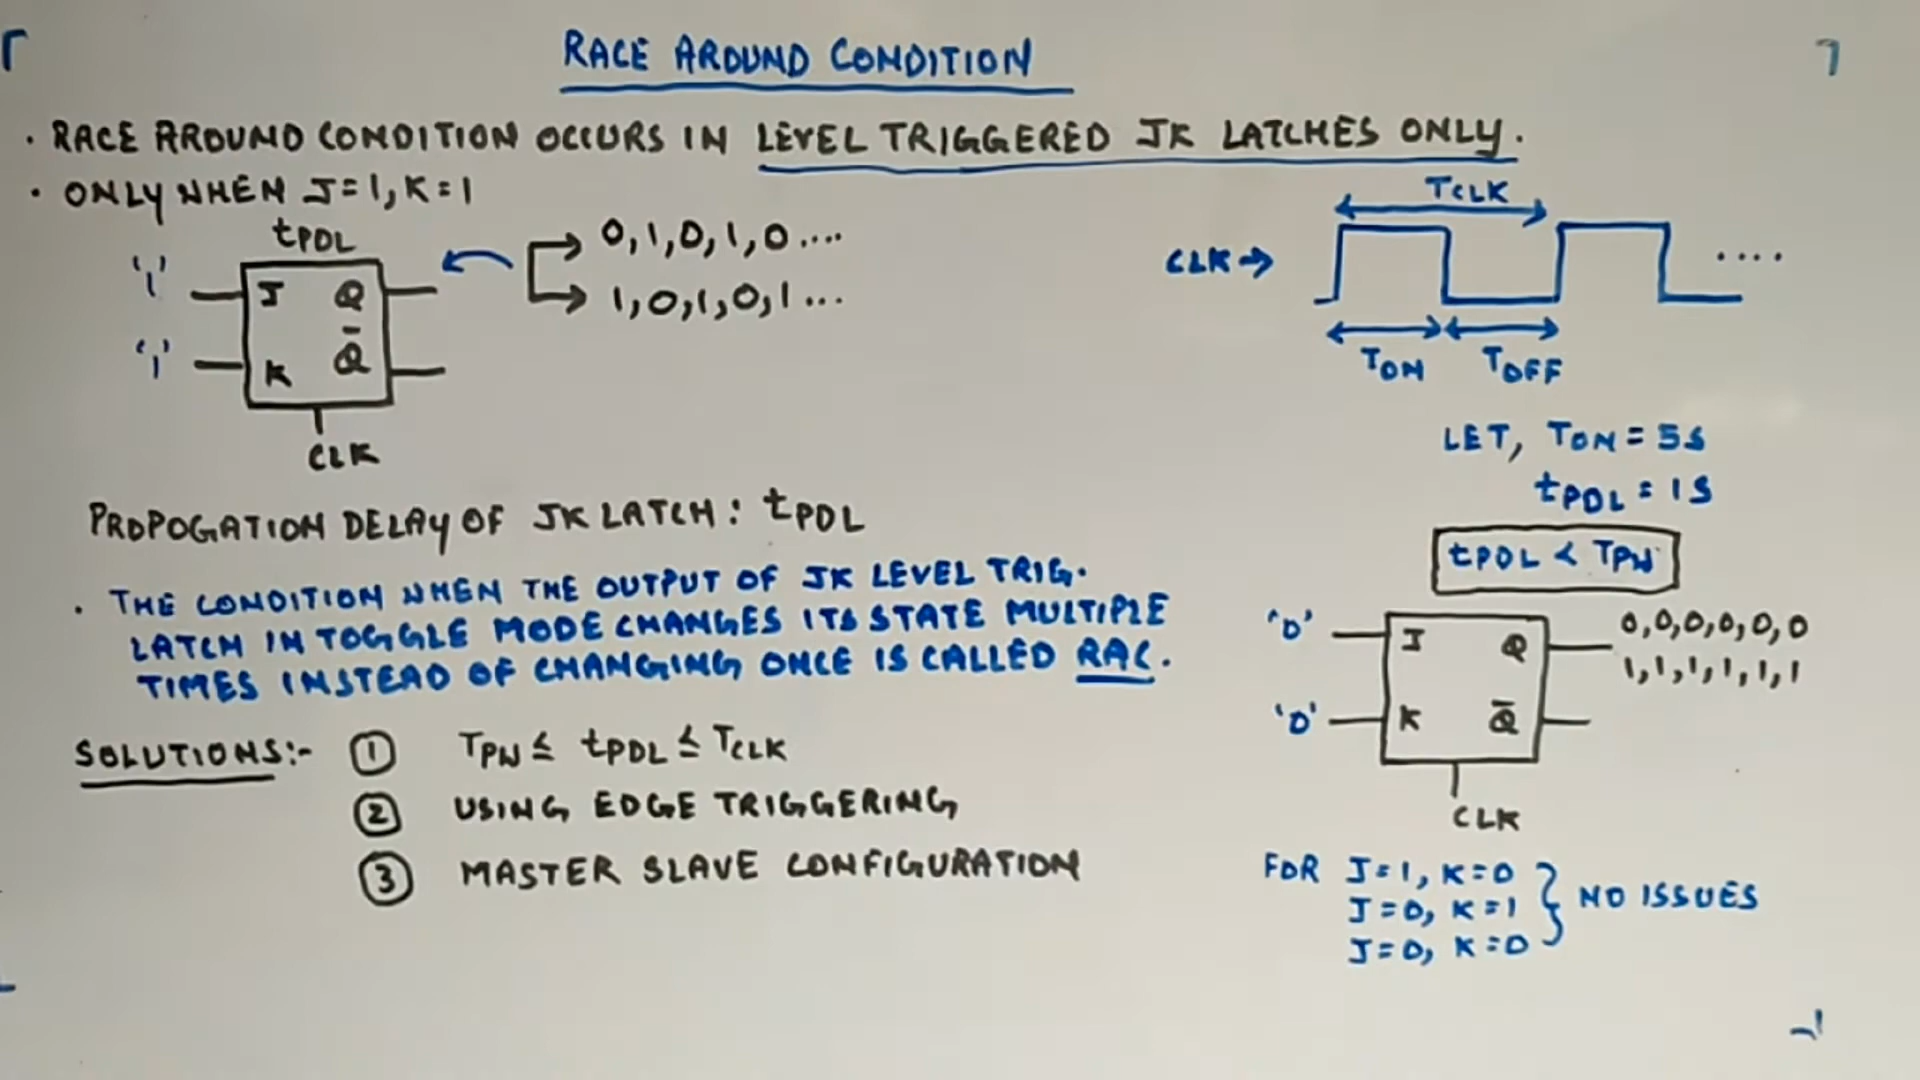 RACE AROUND CONDITION
· RACE AROUND CONDITION OCCURS IN LEVEL TRIGGERED JK LATCHES ONLY.
· ONLY WHEN J=1, K=1
tPDL
'1'
J Q
0,1,0,1,0....
1,0,1,0,1...
'1'
K Q̅
CLK
TCLK
CLK→
....
TON TOFF
LET, TON = 5S
tPDL = 1S
tPDL < TPW
PROPOGATION DELAY OF JK LATCH: tPDL
· THE CONDITION WHEN THE OUTPUT OF JK LEVEL TRIG.
LATCH IN TOGGLE MODE CHANGES ITS STATE MULTIPLE
TIMES INSTEAD OF CHANGING ONCE IS CALLED RAC.
'0'
J Q
0,0,0,0,0,0
1,1,1,1,1,1
'0'
K Q̅
CLK
SOLUTIONS:- ① TPW ≤ tPDL ≤ TCLK
② USING EDGE TRIGGERING
③ MASTER SLAVE CONFIGURATION
FOR J=1, K=0
J=0, K=1
J=0, K=0
} NO ISSUES